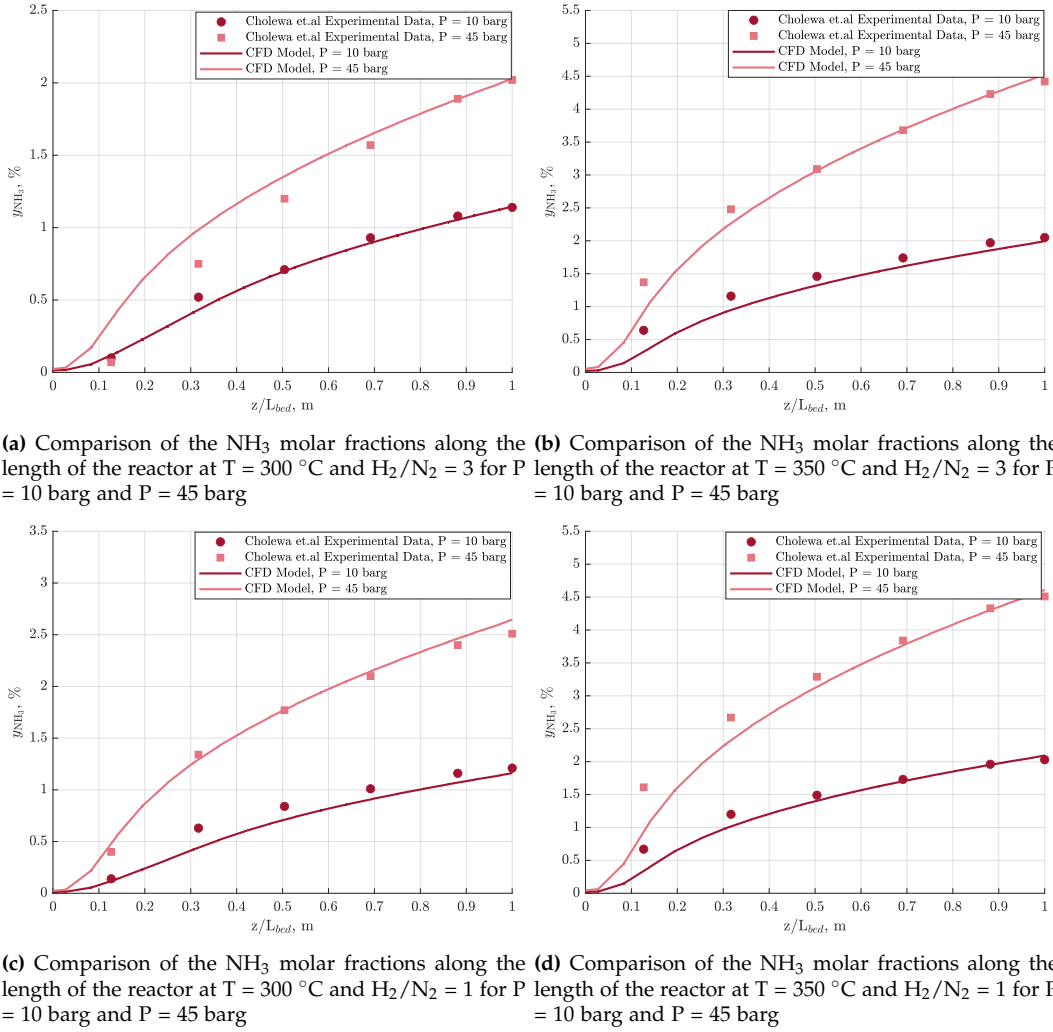 2.5
2
1.5
1
0.5
0
y_NH3, %
Cholewa et.al Experimental Data, P = 10 barg
Cholewa et.al Experimental Data, P = 45 barg
CFD Model, P = 10 barg
CFD Model, P = 45 barg
0 0.1 0.2 0.3 0.4 0.5 0.6 0.7 0.8 0.9 1
z/L_bed, m
(a) Comparison of the NH3 molar fractions along the
length of the reactor at T = 300 °C and H2/N2 = 3 for P
= 10 barg and P = 45 barg
5.5
5
4.5
4
3.5
3
2.5
2
1.5
1
0.5
0
y_NH3, %
Cholewa et.al Experimental Data, P = 10 barg
Cholewa et.al Experimental Data, P = 45 barg
CFD Model, P = 10 barg
CFD Model, P = 45 barg
0 0.1 0.2 0.3 0.4 0.5 0.6 0.7 0.8 0.9 1
z/L_bed, m
(b) Comparison of the NH3 molar fractions along the
length of the reactor at T = 350 °C and H2/N2 = 3 for P
= 10 barg and P = 45 barg
3.5
3
2.5
2
1.5
1
0.5
0
y_NH3, %
Cholewa et.al Experimental Data, P = 10 barg
Cholewa et.al Experimental Data, P = 45 barg
CFD Model, P = 10 barg
CFD Model, P = 45 barg
0 0.1 0.2 0.3 0.4 0.5 0.6 0.7 0.8 0.9 1
z/L_bed, m
(c) Comparison of the NH3 molar fractions along the
length of the reactor at T = 300 °C and H2/N2 = 1 for P
= 10 barg and P = 45 barg
5.5
5
4.5
4
3.5
3
2.5
2
1.5
1
0.5
0
y_NH3, %
Cholewa et.al Experimental Data, P = 10 barg
Cholewa et.al Experimental Data, P = 45 barg
CFD Model, P = 10 barg
CFD Model, P = 45 barg
0 0.1 0.2 0.3 0.4 0.5 0.6 0.7 0.8 0.9 1
z/L_bed, m
(d) Comparison of the NH3 molar fractions along the
length of the reactor at T = 350 °C and H2/N2 = 1 for P
= 10 barg and P = 45 barg